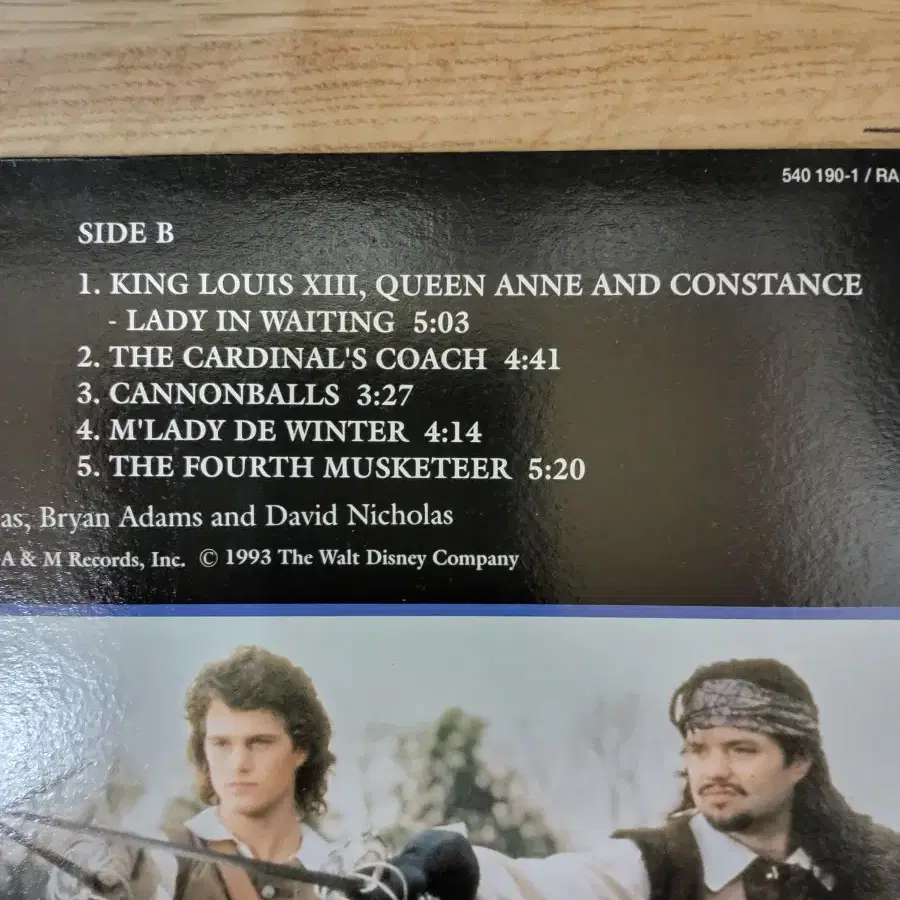 540 190-1 / RA
SIDE B
1. KING LOUIS XIII, QUEEN ANNE AND CONSTANCE
- LADY IN WAITING 5:03
2. THE CARDINAL'S COACH 4:41
3. CANNONBALLS 3:27
4. M'LADY DE WINTER 4:14
5. THE FOURTH MUSKETEER 5:20
as, Bryan Adams and David Nicholas
A & M Records, Inc. © 1993 The Walt Disney Company